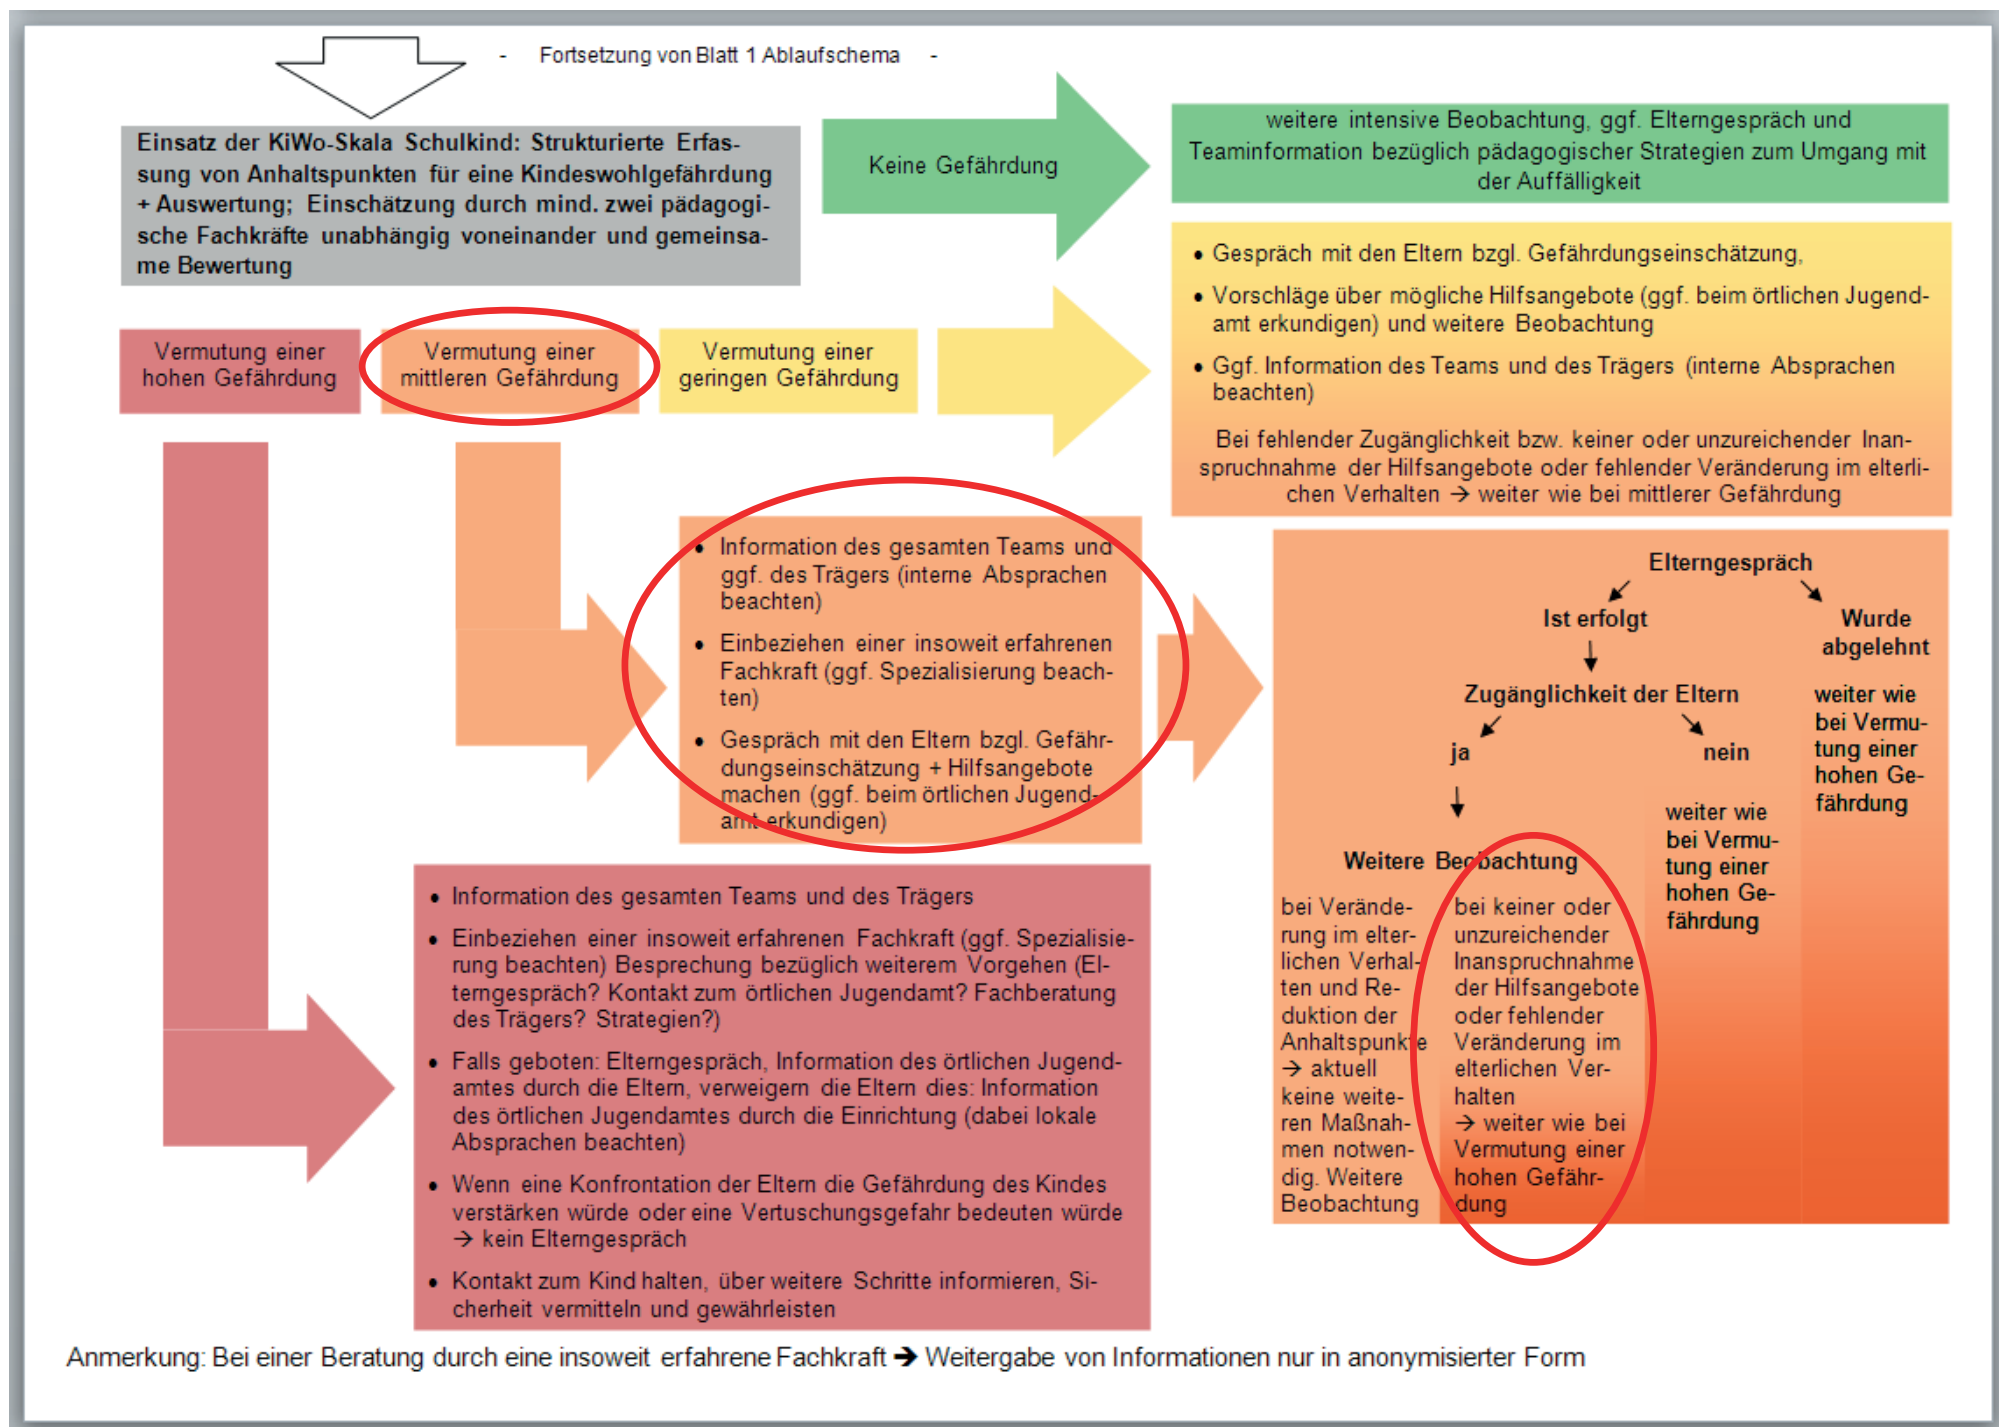 - Fortsetzung von Blatt 1 Ablaufschema -
Einsatz der KiWo-Skala Schulkind: Strukturierte Erfas-
sung von Anhaltspunkten für eine Kindeswohlgefährdung
+ Auswertung; Einschätzung durch mind. zwei pädagogi-
sche Fachkräfte unabhängig voneinander und gemeinsa-
me Bewertung
Keine Gefährdung
weitere intensive Beobachtung, ggf. Elterngespräch und
Teaminformation bezüglich pädagogischer Strategien zum Umgang mit
der Auffälligkeit
Vermutung einer
hohen Gefährdung
Vermutung einer
mittleren Gefährdung
Vermutung einer
geringen Gefährdung
• Gespräch mit den Eltern bzgl. Gefährdungseinschätzung,
• Vorschläge über mögliche Hilfsangebote (ggf. beim örtlichen Jugend-
amt erkundigen) und weitere Beobachtung
• Ggf. Information des Teams und des Trägers (interne Absprachen
beachten)
Bei fehlender Zugänglichkeit bzw. keiner oder unzureichender Inan-
spruchnahme der Hilfsangebote oder fehlender Veränderung im elterli-
chen Verhalten → weiter wie bei mittlerer Gefährdung
• Information des gesamten Teams und
ggf. des Trägers (interne Absprachen
beachten)
• Einbeziehen einer insoweit erfahrenen
Fachkraft (ggf. Spezialisierung beach-
ten)
• Gespräch mit den Eltern bzgl. Gefähr-
dungseinschätzung + Hilfsangebote
machen (ggf. beim örtlichen Jugend-
amt erkundigen)
Elterngespräch
Ist erfolgt
Wurde
abgelehnt
Zugänglichkeit der Eltern
weiter wie
bei Vermu-
tung einer
hohen Ge-
fährdung
ja
nein
weiter wie
bei Vermu-
tung einer
hohen Ge-
fährdung
Weitere Beobachtung
bei Verände-
rung im elter-
lichen Verhal-
ten und Re-
duktion der
Anhaltspunkte
→ aktuell
keine weite-
ren Maßnah-
men notwen-
dig. Weitere
Beobachtung
bei keiner oder
unzureichender
Inanspruchnahme
der Hilfsangebote
oder fehlender
Veränderung im
elterlichen Ver-
halten
→ weiter wie bei
Vermutung einer
hohen Gefähr-
dung
• Information des gesamten Teams und des Trägers
• Einbeziehen einer insoweit erfahrenen Fachkraft (ggf. Spezialisie-
rung beachten) Besprechung bezüglich weiterem Vorgehen (El-
terngespräch? Kontakt zum örtlichen Jugendamt? Fachberatung
des Trägers? Strategien?)
• Falls geboten: Elterngespräch, Information des örtlichen Jugend-
amtes durch die Eltern, verweigern die Eltern dies: Information
des örtlichen Jugendamtes durch die Einrichtung (dabei lokale
Absprachen beachten)
• Wenn eine Konfrontation der Eltern die Gefährdung des Kindes
verstärken würde oder eine Vertuschungsgefahr bedeuten würde
→ kein Elterngespräch
• Kontakt zum Kind halten, über weitere Schritte informieren, Si-
cherheit vermitteln und gewährleisten
Anmerkung: Bei einer Beratung durch eine insoweit erfahrene Fachkraft ➔ Weitergabe von Informationen nur in anonymisierter Form